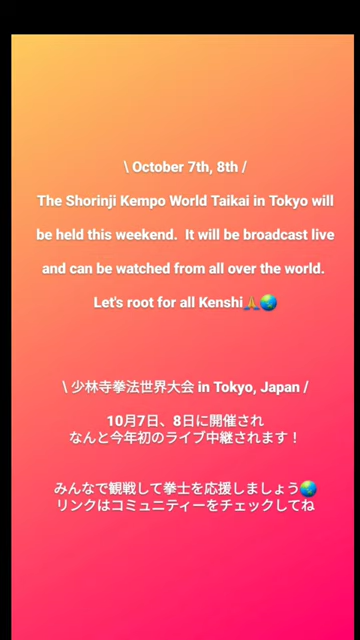 \ October 7th, 8th /
The Shorinji Kempo World Taikai in Tokyo will
be held this weekend. It will be broadcast live
and can be watched from all over the world.
Let's root for all Kenshi🙏🌏
\ 少林寺拳法世界大会 in Tokyo, Japan /
10月7日、8日に開催され
なんと今年初のライブ中継されます！
みんなで観戦して拳士を応援しましょう🌏
リンクはコミュニティーをチェックしてね